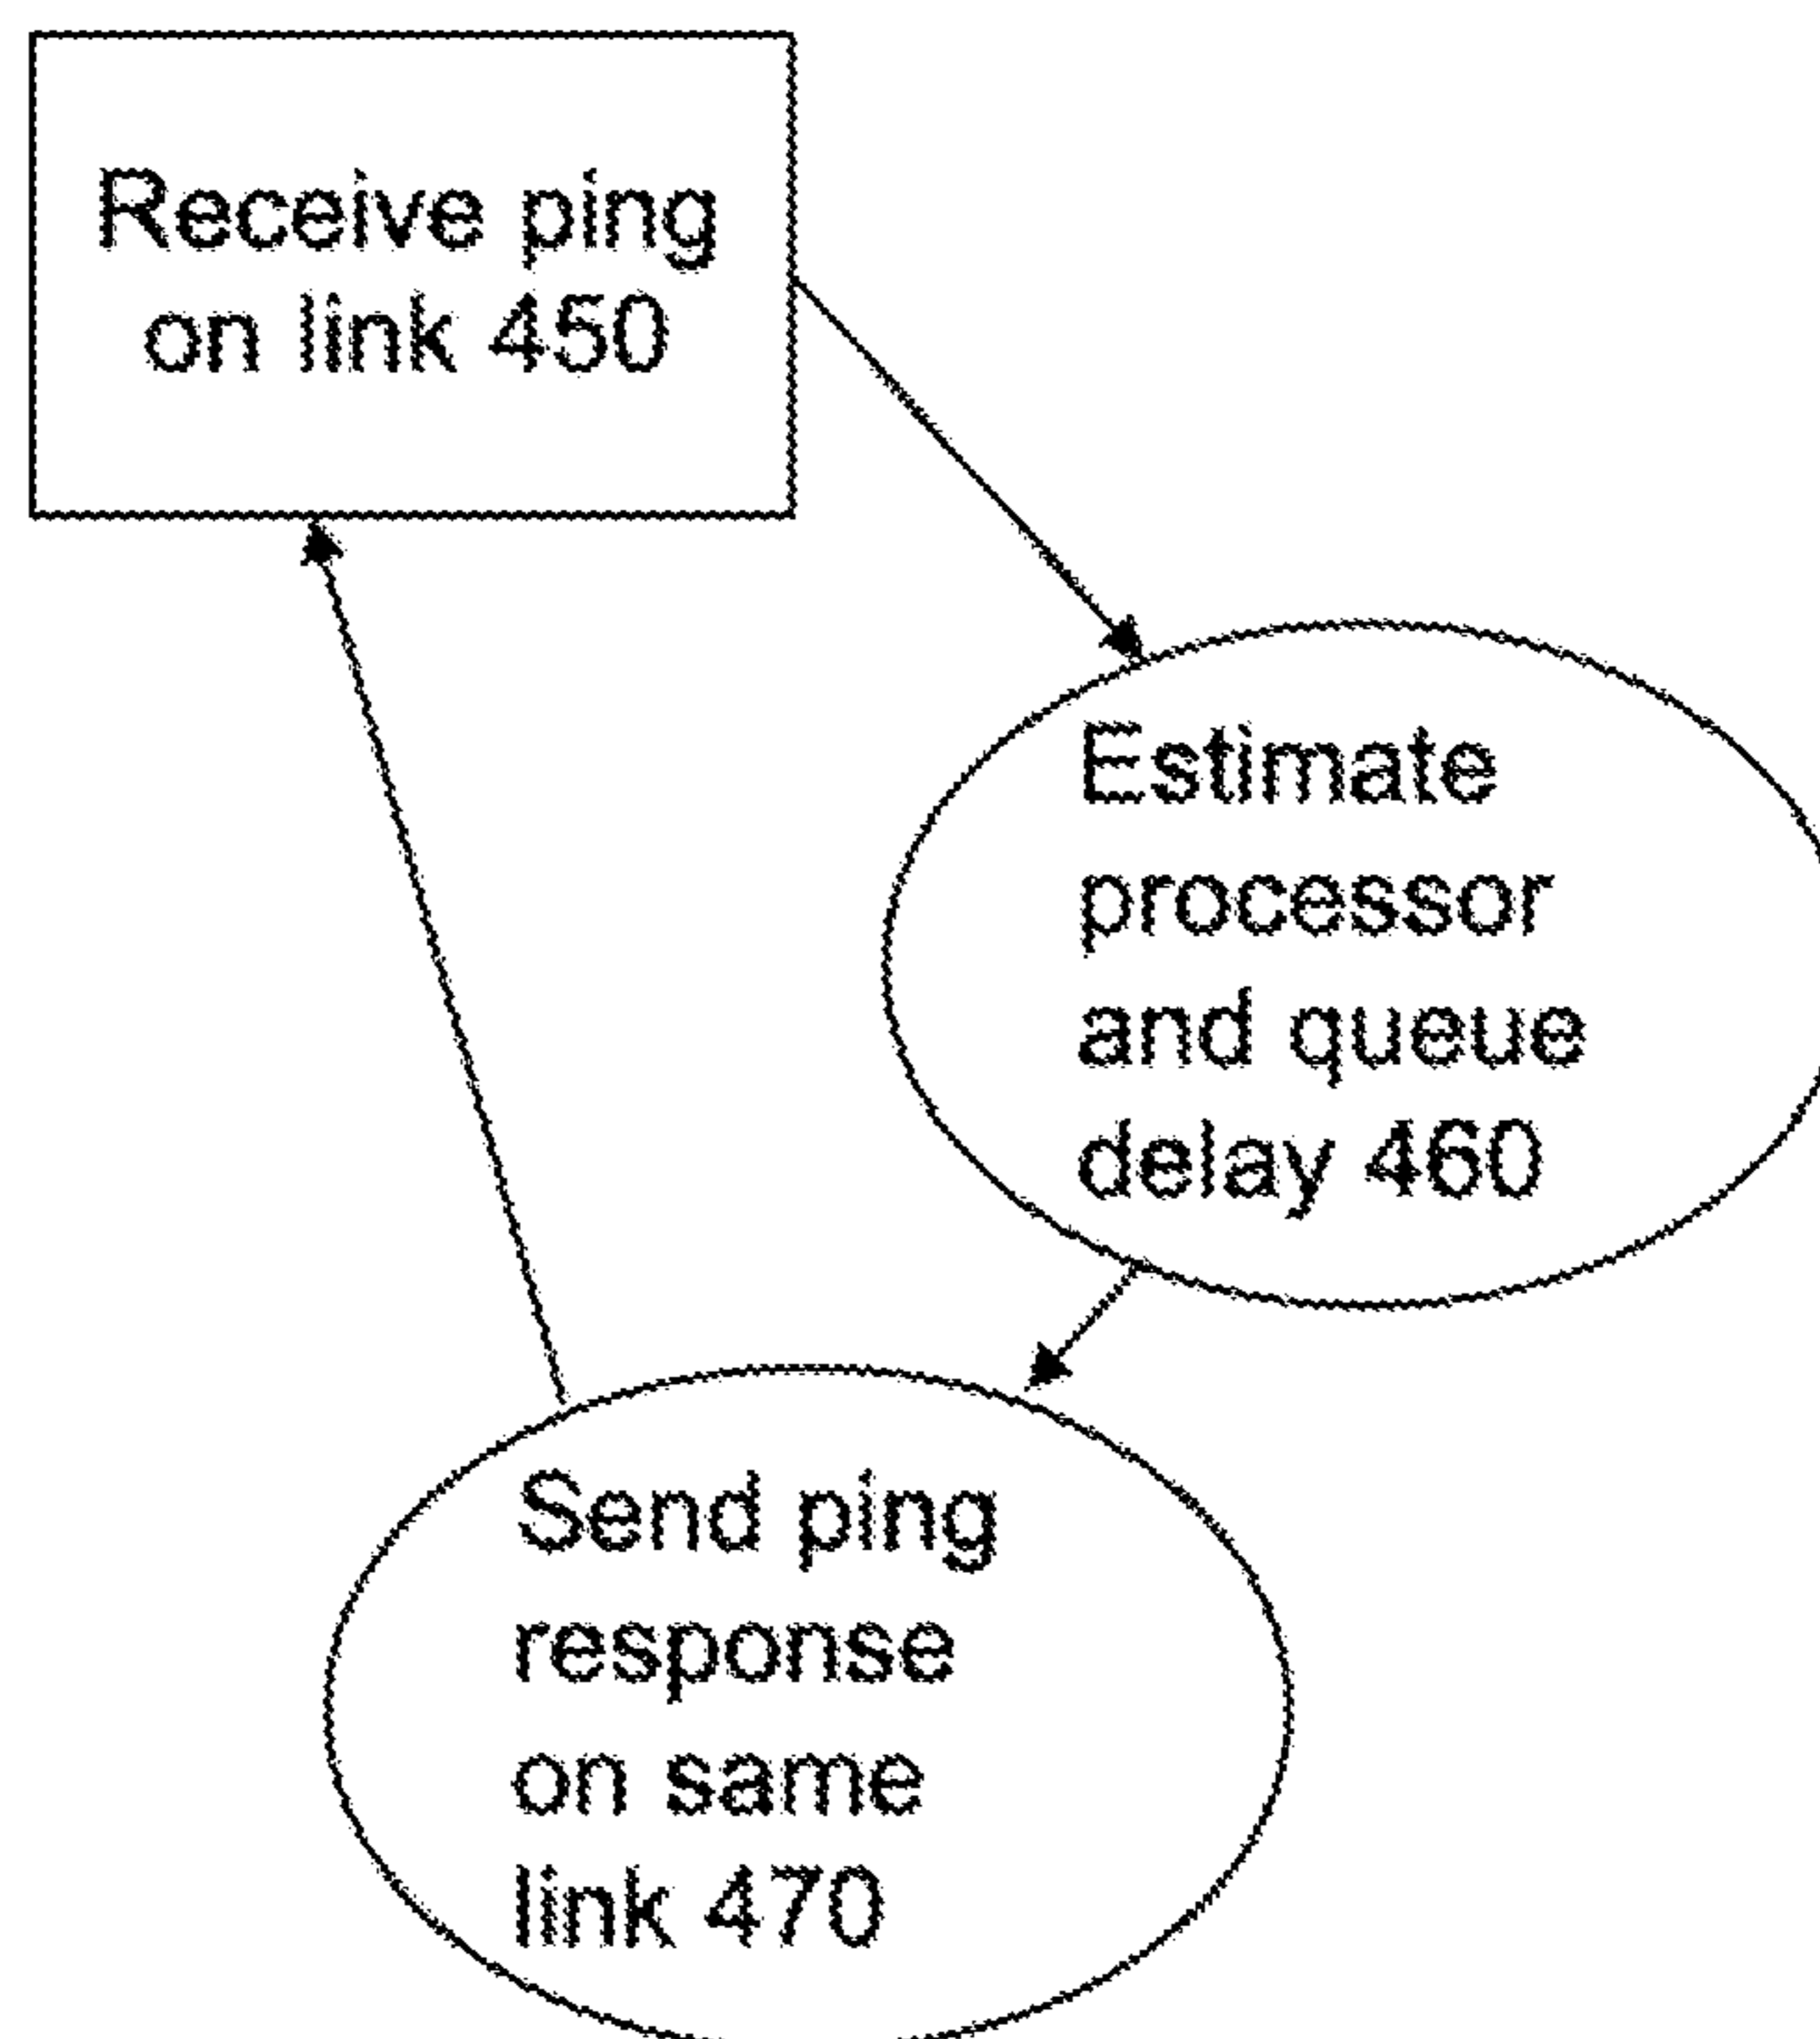 Receive ping
on link 450
Estimate
processor
and queue
delay 460
Send ping
response
on same
link 470